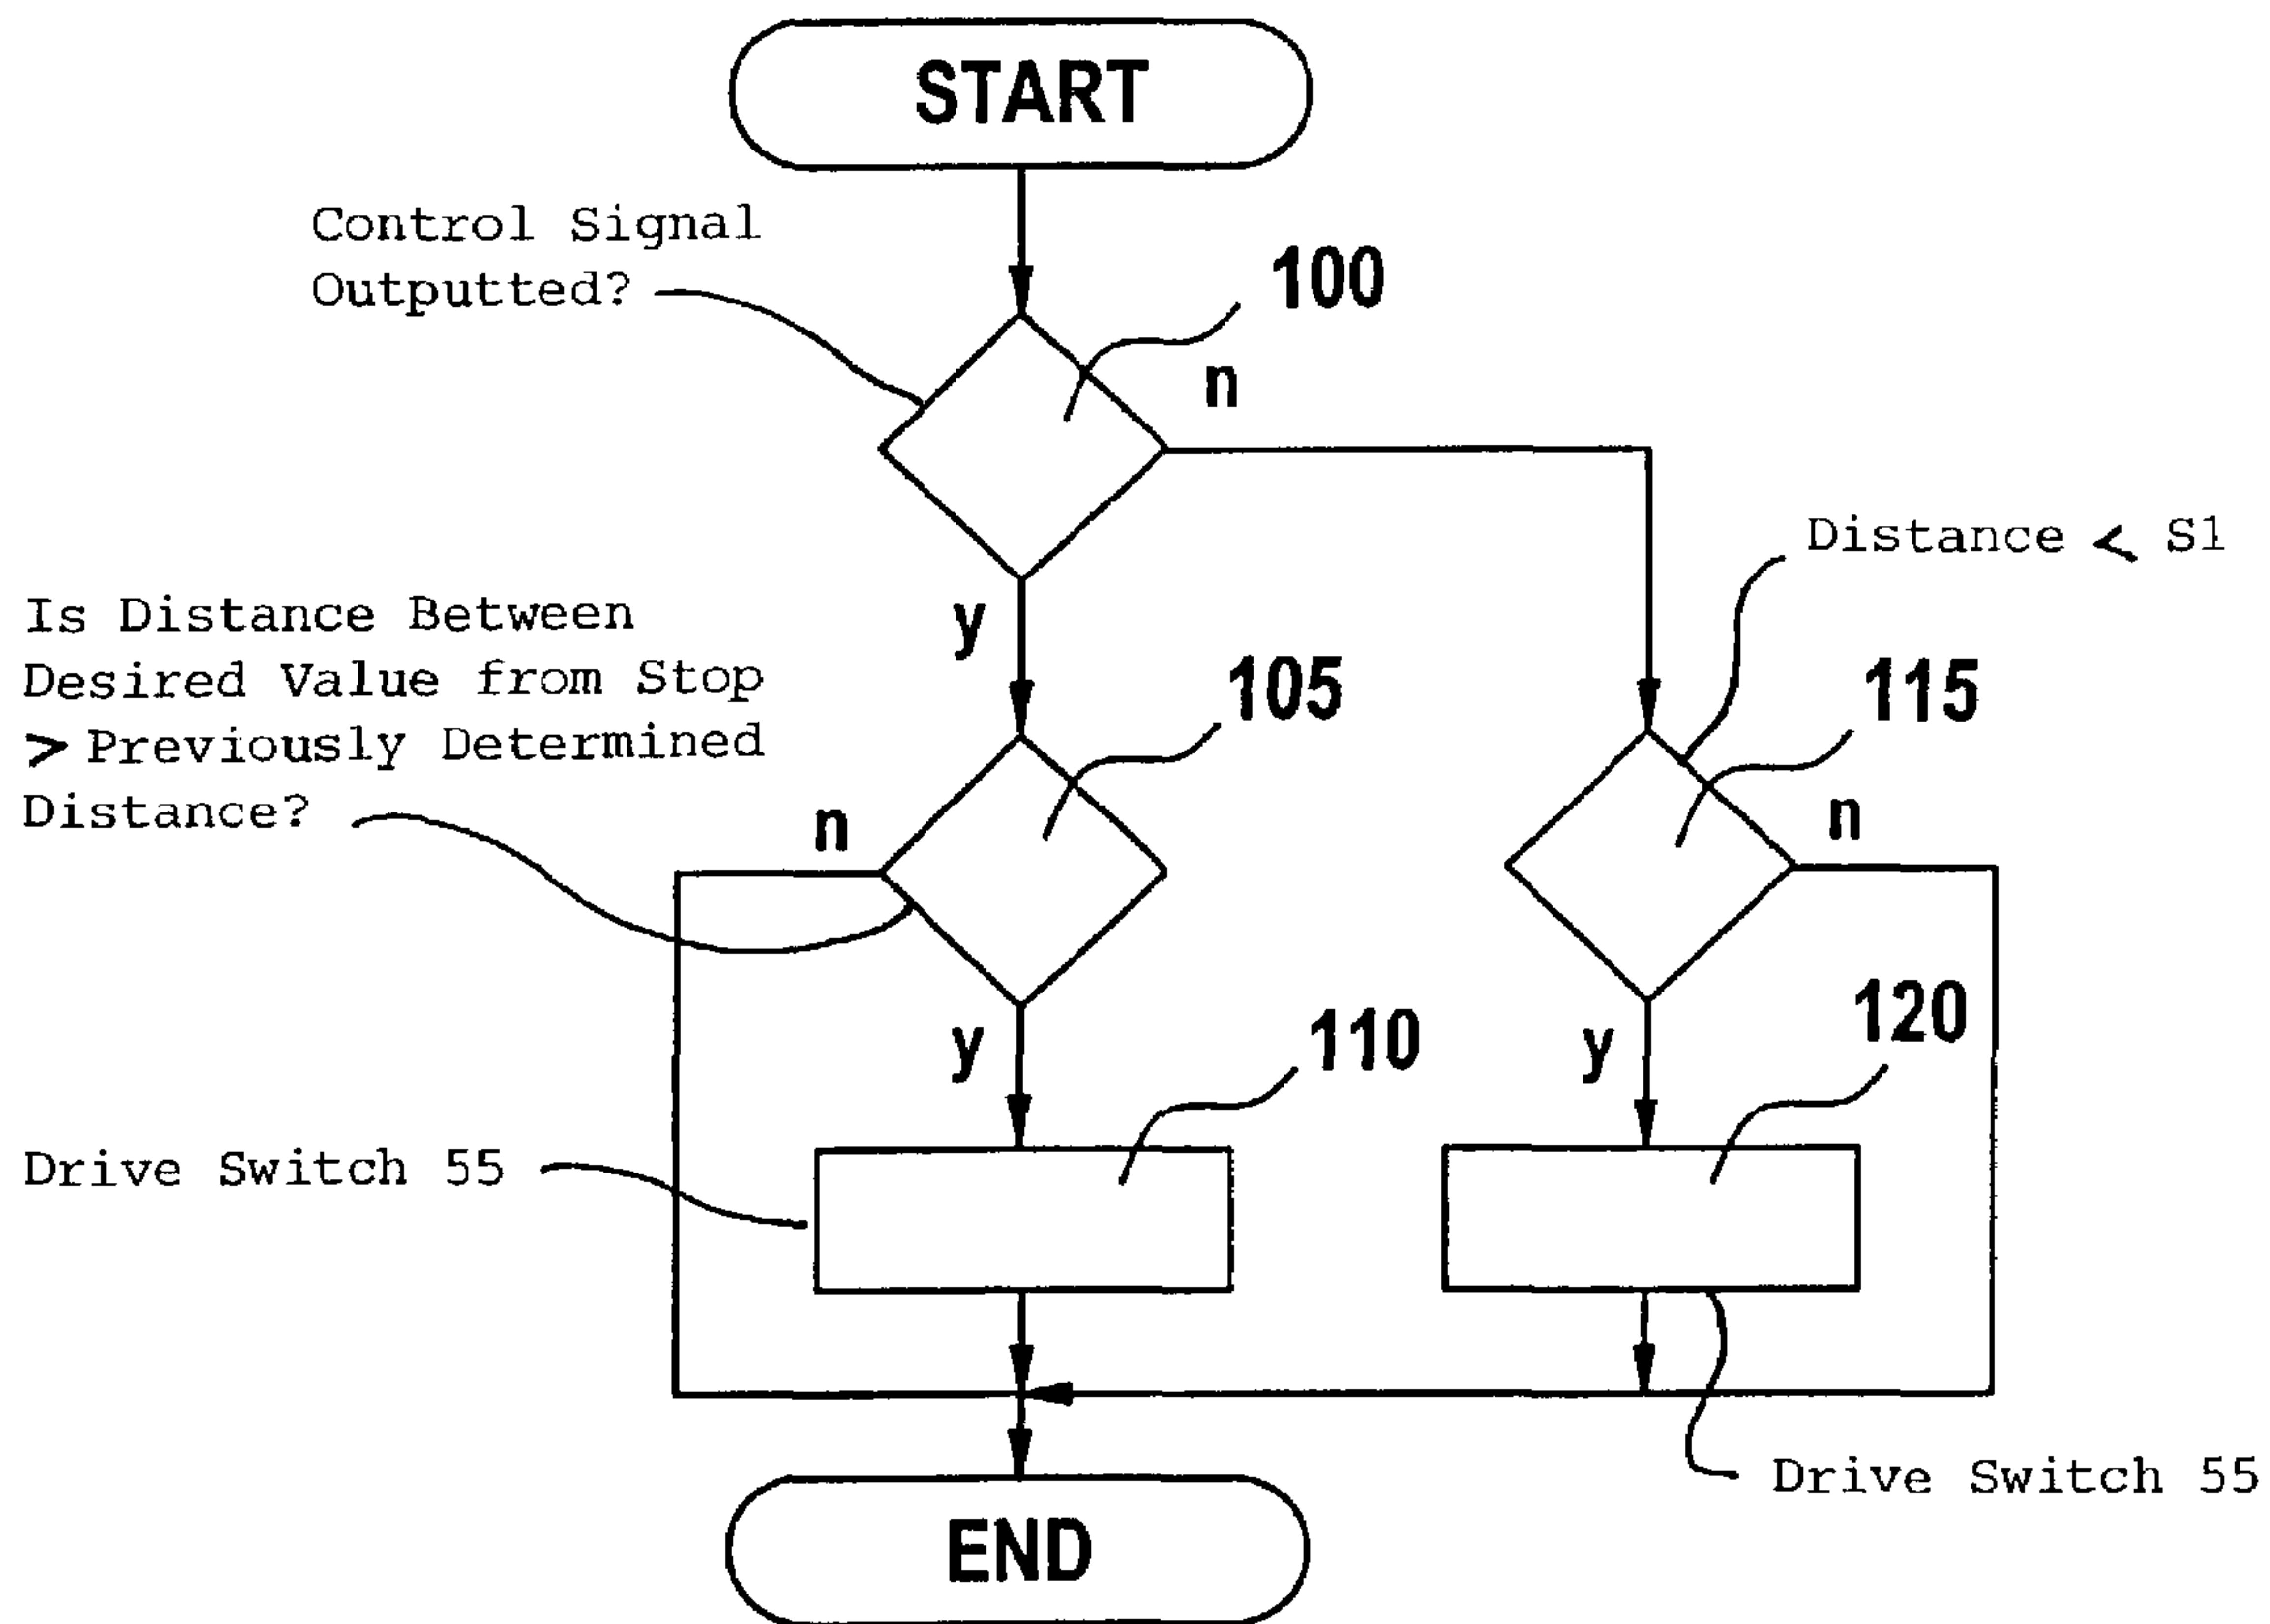 START
Control Signal
Outputted?
100
n
y
Distance < S1
Is Distance Between
Desired Value from Stop
> Previously Determined
Distance?
105
115
n
n
y
y
110
120
Drive Switch 55
Drive Switch 55
END